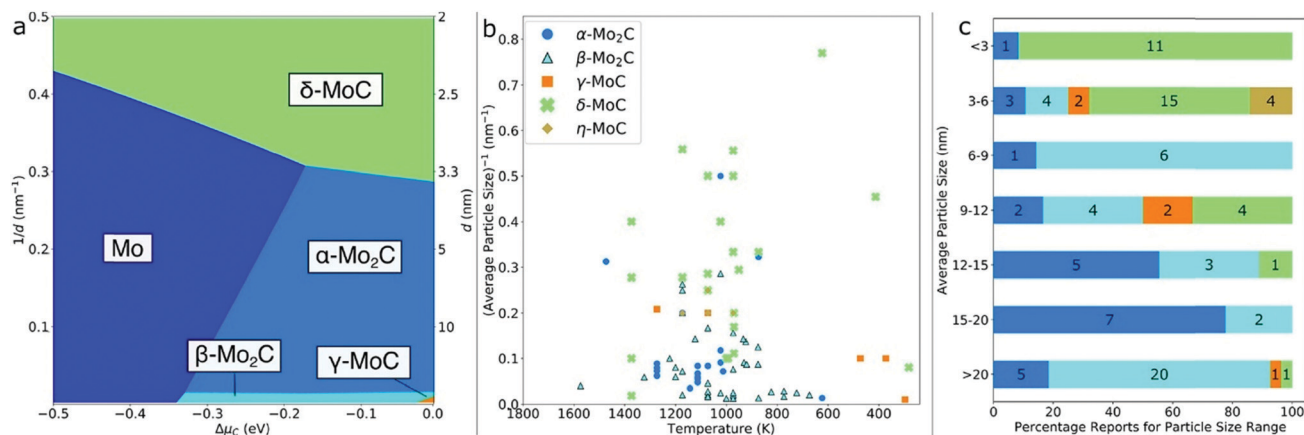 a
0.5
0.4
0.3
0.2
0.1
1/d (nm⁻¹)
2
2.5
3.3
5
10
d (nm)
δ-MoC
Mo
α-Mo₂C
β-Mo₂C
γ-MoC
−0.5
−0.3
−0.1
0.0
Δμ_C (eV)
b
α-Mo₂C
β-Mo₂C
γ-MoC
δ-MoC
η-MoC
0.8
0.7
0.6
0.5
0.4
0.3
0.2
0.1
0.0
(Average Particle Size)⁻¹ (nm⁻¹)
1800 1600 1400 1200 1000 800 600 400
Temperature (K)
c
Average Particle Size (nm)
<3 1 11
3-6 3 4 2 15 4
6-9 1 6
9-12 2 4 2 4
12-15 5 3 1
15-20 7 2
>20 5 20 1 1
0 20 40 60 80 100
Percentage Reports for Particle Size Range